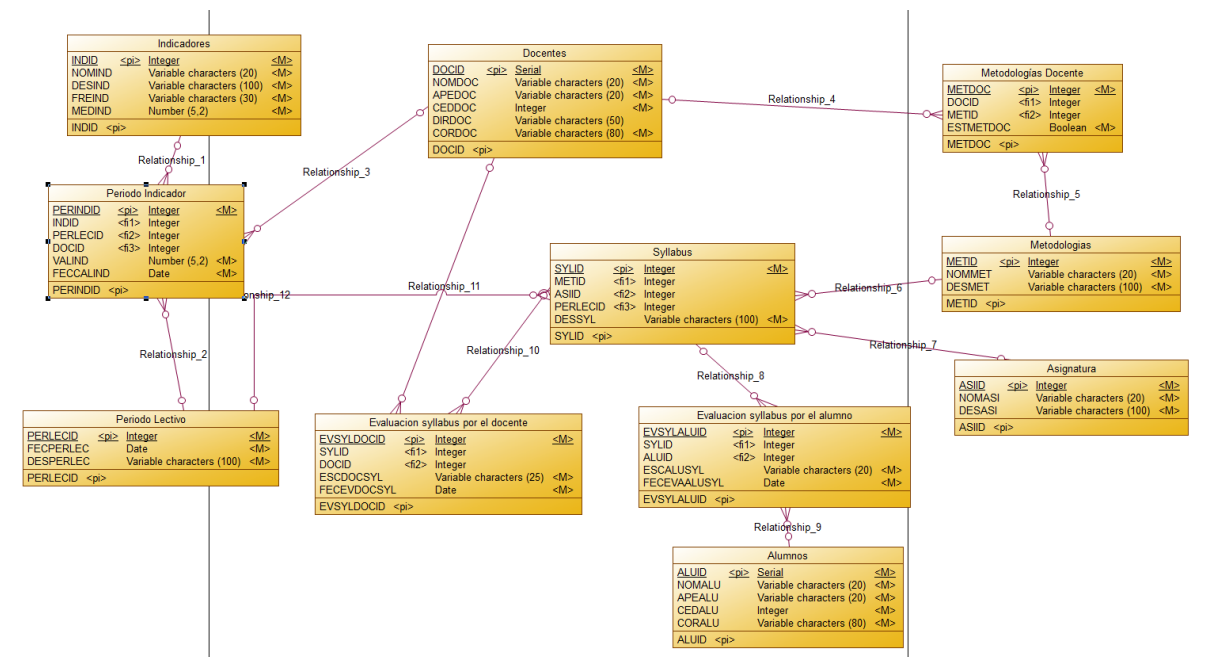 Indicadores
INDID <pi> Integer <M>
NOMIND Variable characters (20) <M>
DESIND Variable characters (100) <M>
FREIND Variable characters (30) <M>
MEDIND Number (5,2) <M>
INDID <pi>
Docentes
DOCID <pi> Serial <M>
NOMDOC Variable characters (20) <M>
APEDOC Variable characters (20) <M>
CEDDOC Integer <M>
DIRDOC Variable characters (50)
CORDOC Variable characters (80) <M>
DOCID <pi>
Metodologías Docente
METDOC <pi> Integer <M>
DOCID <fi1> Integer
METID <fi2> Integer
ESTMETDOC Boolean <M>
METDOC <pi>
Relationship_4
Relationship_1
Relationship_3
Relationship_5
Periodo Indicador
PERINDID <pi> Integer <M>
INDID <fi1> Integer
PERLECID <fi2> Integer
DOCID <fi3> Integer
VALIND Number (5,2) <M>
FECCALIND Date <M>
PERINDID <pi>
Syllabus
SYLID <pi> Integer <M>
METID <fi1> Integer
ASIID <fi2> Integer
PERLECID <fi3> Integer
DESSYL Variable characters (100) <M>
SYLID <pi>
Metodologias
METID <pi> Integer <M>
NOMMET Variable characters (20) <M>
DESMET Variable characters (100) <M>
METID <pi>
onship_12
Relationship_11
Relationship_6
Relationship_2
Relationship_10
Relationship_7
Relationship_8
Asignatura
ASIID <pi> Integer <M>
NOMASI Variable characters (20) <M>
DESASI Variable characters (100) <M>
ASIID <pi>
Periodo Lectivo
PERLECID <pi> Integer <M>
FECPERLEC Date <M>
DESPERLEC Variable characters (100) <M>
PERLECID <pi>
Evaluacion syllabus por el docente
EVSYLDOCID <pi> Integer <M>
SYLID <fi1> Integer
DOCID <fi2> Integer
ESCDOCSYL Variable characters (25) <M>
FECEVDOCSYL Date <M>
EVSYLDOCID <pi>
Evaluacion syllabus por el alumno
EVSYLALUID <pi> Integer <M>
SYLID <fi1> Integer
ALUID <fi2> Integer
ESCALUSYL Variable characters (20) <M>
FECEVAALUSYL Date <M>
EVSYLALUID <pi>
Relationship_9
Alumnos
ALUID <pi> Serial <M>
NOMALU Variable characters (20) <M>
APEALU Variable characters (20) <M>
CEDALU Integer <M>
CORALU Variable characters (80) <M>
ALUID <pi>